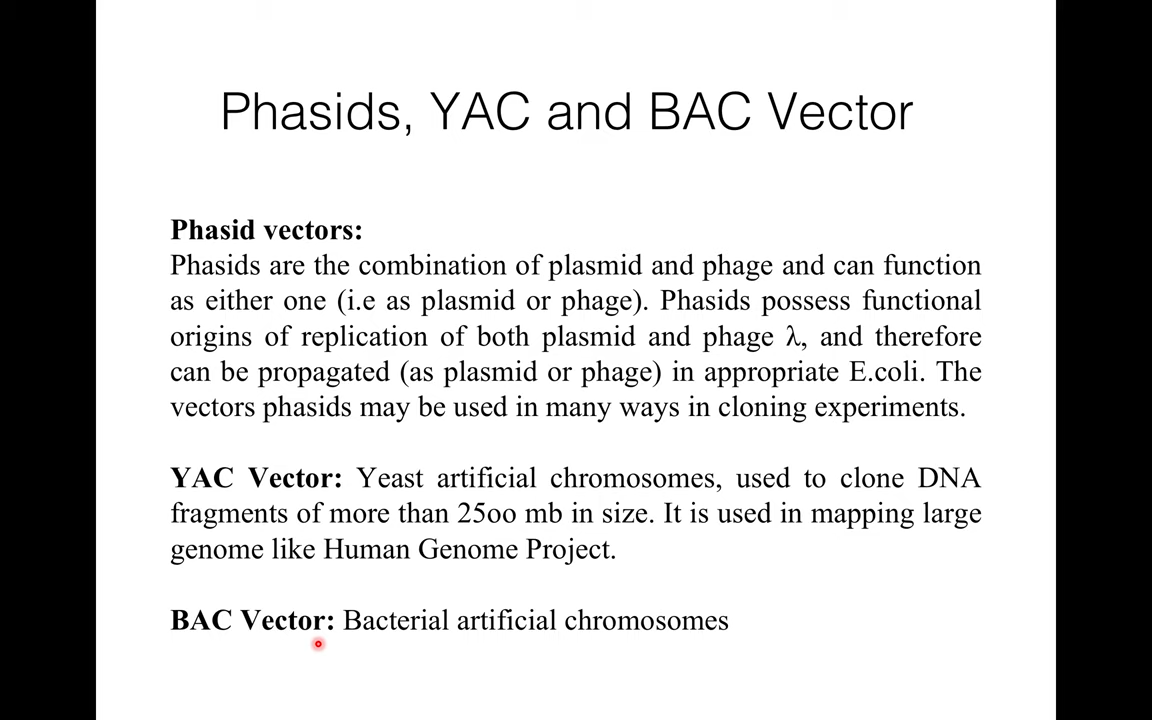 Phasids, YAC and BAC Vector
Phasid vectors:
Phasids are the combination of plasmid and phage and can function
as either one (i.e as plasmid or phage). Phasids possess functional
origins of replication of both plasmid and phage λ, and therefore
can be propagated (as plasmid or phage) in appropriate E.coli. The
vectors phasids may be used in many ways in cloning experiments.
YAC Vector: Yeast artificial chromosomes, used to clone DNA
fragments of more than 25oo mb in size. It is used in mapping large
genome like Human Genome Project.
BAC Vector: Bacterial artificial chromosomes